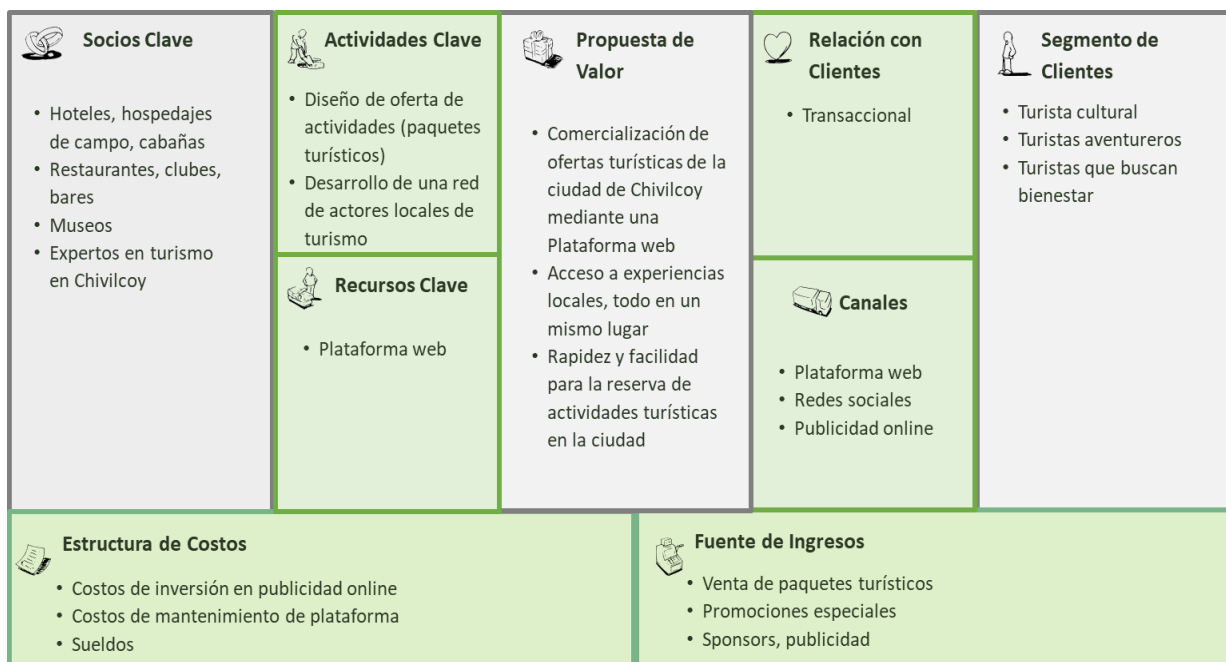 Socios Clave
• Hoteles, hospedajes
de campo, cabañas
• Restaurantes, clubes,
bares
• Museos
• Expertos en turismo
en Chivilcoy
Actividades Clave
• Diseño de oferta de
actividades (paquetes
turísticos)
• Desarrollo de una red
de actores locales de
turismo
Recursos Clave
• Plataforma web
Propuesta de
Valor
• Comercialización de
ofertas turísticas de la
ciudad de Chivilcoy
mediante una
Plataforma web
• Acceso a experiencias
locales, todo en un
mismo lugar
• Rapidez y facilidad
para la reserva de
actividades turísticas
en la ciudad
Relación con
Clientes
• Transaccional
Canales
• Plataforma web
• Redes sociales
• Publicidad online
Segmento de
Clientes
• Turista cultural
• Turistas aventureros
• Turistas que buscan
bienestar
Estructura de Costos
• Costos de inversión en publicidad online
• Costos de mantenimiento de plataforma
• Sueldos
Fuente de Ingresos
• Venta de paquetes turísticos
• Promociones especiales
• Sponsors, publicidad